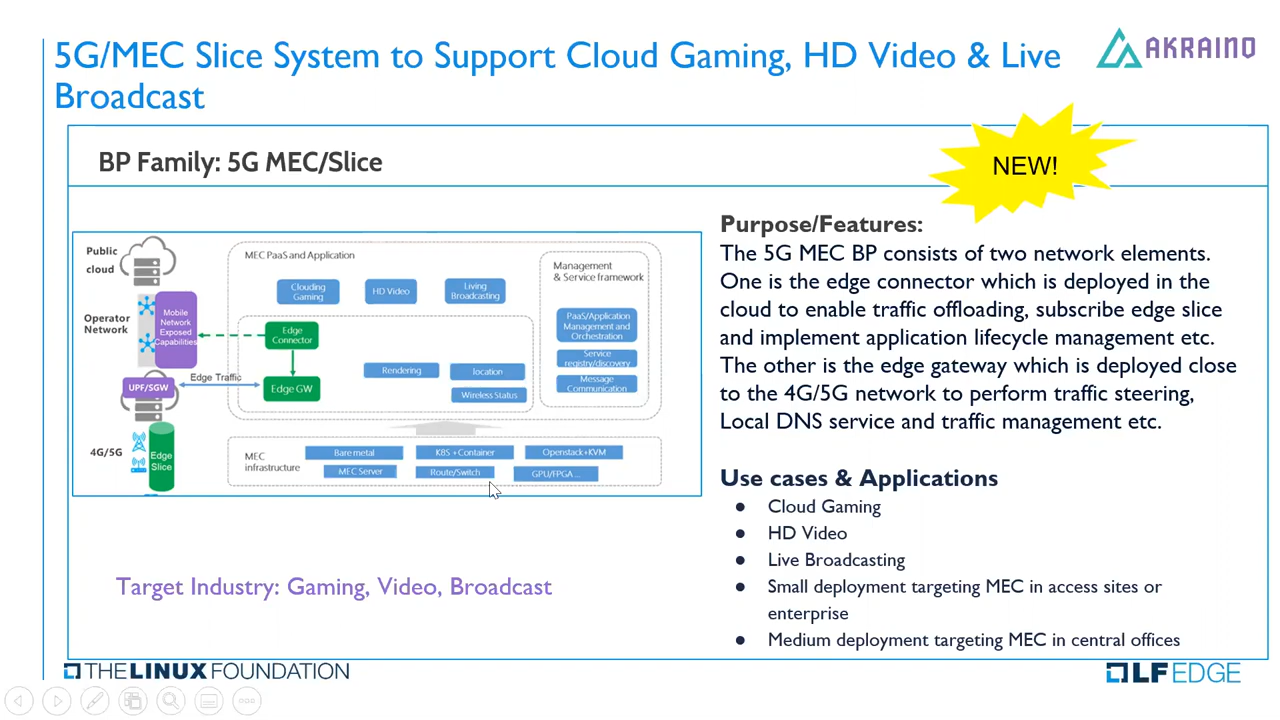 5G/MEC Slice System to Support Cloud Gaming, HD Video & Live
Broadcast
AKRAINO
BP Family: 5G MEC/Slice
NEW!
Public
cloud
Operator
Network
Mobile
Network
Exposed
Capabilities
UPF/SGW
Edge Traffic
4G/5G
Edge
Slice
MEC PaaS and Application
Clouding
Gaming
HD Video
Living
Broadcasting
Edge
Connector
Edge GW
Rendering
location
Wireless Status
Management
& Service framework
PaaS/Application
Management and
Orchestration
Service
registry/discovery
Message
Communication
MEC
infrastructure
Bare metal
K8S +Container
Openstack+KVM
MEC Server
Route/Switch
GPU/FPGA...
Target Industry: Gaming, Video, Broadcast
Purpose/Features:
The 5G MEC BP consists of two network elements.
One is the edge connector which is deployed in the
cloud to enable traffic offloading, subscribe edge slice
and implement application lifecycle management etc.
The other is the edge gateway which is deployed close
to the 4G/5G network to perform traffic steering,
Local DNS service and traffic management etc.
Use cases & Applications
● Cloud Gaming
● HD Video
● Live Broadcasting
● Small deployment targeting MEC in access sites or
enterprise
● Medium deployment targeting MEC in central offices
THE LINUX FOUNDATION
LF EDGE